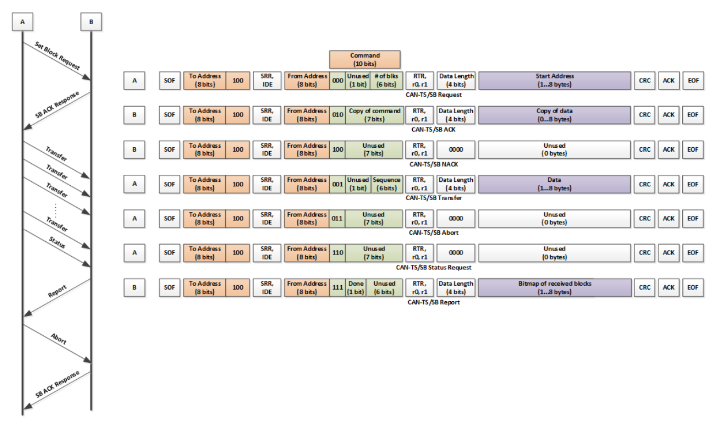 A
B
Set Block Request
SB ACK Response
Transfer
Transfer
Transfer
Transfer
Status
Report
Abort
SB ACK Response
Command
(10 bits)
A SOF To Address (8 bits) 100 SRR, IDE From Address (8 bits) 000 Unused (1 bit) # of blks (6 bits) RTR, r0, r1 Data Length (4 bits) Start Address (1...8 bytes) CRC ACK EOF
CAN-TS/SB Request
B SOF To Address (8 bits) 100 SRR, IDE From Address (8 bits) 010 Copy of command (7 bits) RTR, r0, r1 Data Length (4 bits) Copy of data (0...8 bytes) CRC ACK EOF
CAN-TS/SB ACK
B SOF To Address (8 bits) 100 SRR, IDE From Address (8 bits) 100 Unused (7 bits) RTR, r0, r1 0000 Unused (0 bytes) CRC ACK EOF
CAN-TS/SB NACK
A SOF To Address (8 bits) 100 SRR, IDE From Address (8 bits) 001 Unused (1 bit) Sequence (6 bits) RTR, r0, r1 Data Length (4 bits) Data (1...8 bytes) CRC ACK EOF
CAN-TS/SB Transfer
A SOF To Address (8 bits) 100 SRR, IDE From Address (8 bits) 011 Unused (7 bits) RTR, r0, r1 0000 Unused (0 bytes) CRC ACK EOF
CAN-TS/SB Abort
A SOF To Address (8 bits) 100 SRR, IDE From Address (8 bits) 110 Unused (7 bits) RTR, r0, r1 0000 Unused (0 bytes) CRC ACK EOF
CAN-TS/SB Status Request
B SOF To Address (8 bits) 100 SRR, IDE From Address (8 bits) 111 Done (1 bit) Unused (6 bits) RTR, r0, r1 Data Length (4 bits) Bitmap of received blocks (1...8 bytes) CRC ACK EOF
CAN-TS/SB Report